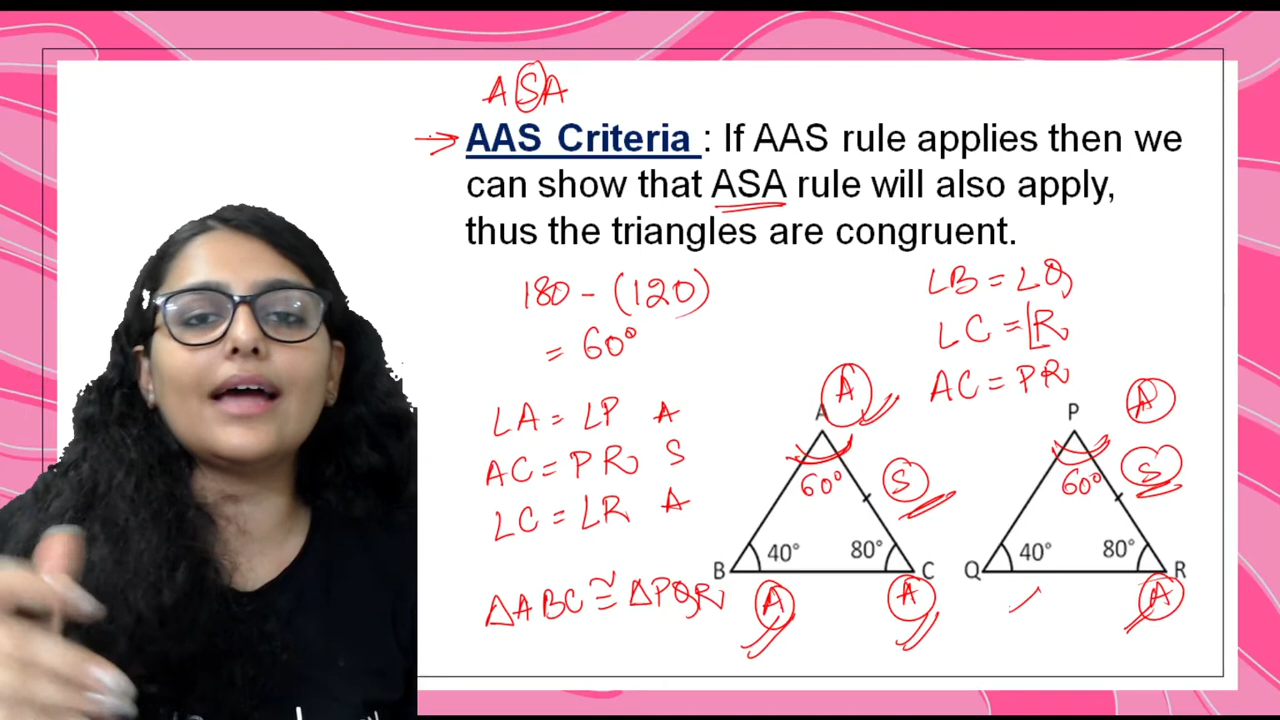 ASA
AAS Criteria : If AAS rule applies then we
can show that ASA rule will also apply,
thus the triangles are congruent.
180 - (120)
= 60°
∠A = ∠P A
AC = PR S
∠C = ∠R A
△ABC ≅ △PQR
∠B = ∠Q
∠C = ∠R
AC = PR
A
A
60°
S
40°
80°
B
C
A
A
P
A
60°
S
40°
80°
Q
R
A